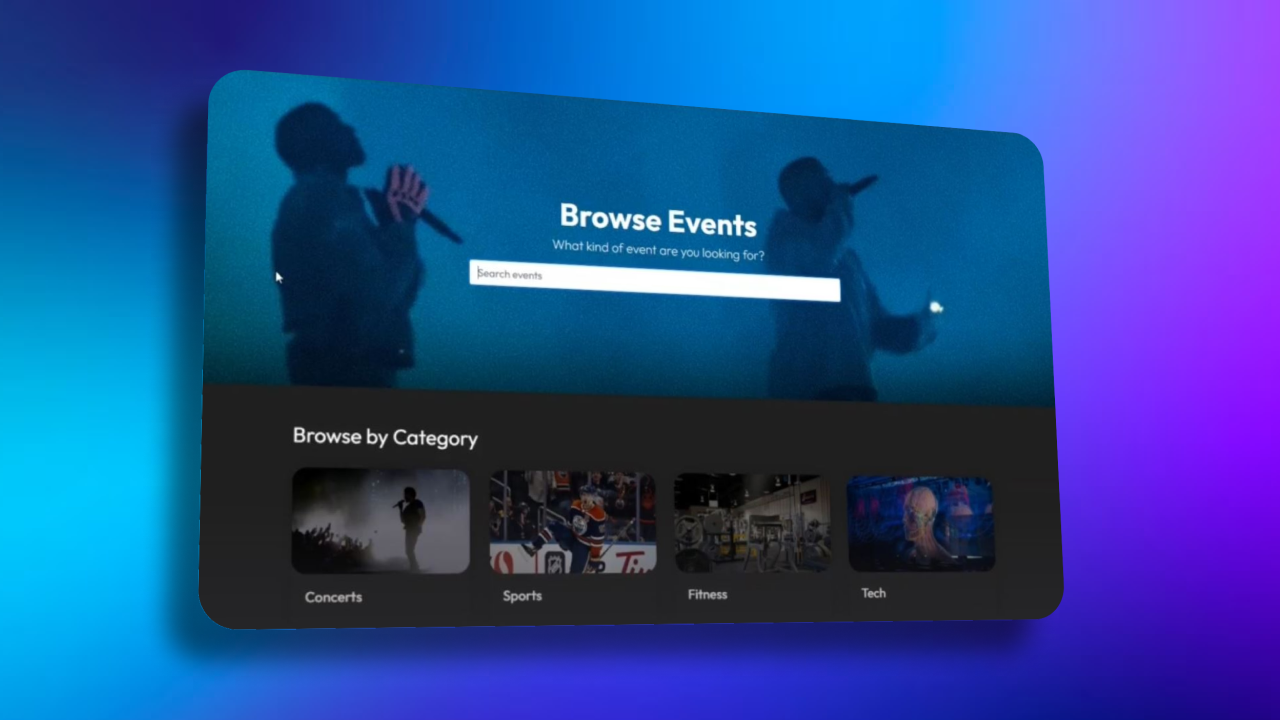 Browse Events
What kind of event are you looking for?
Search events
Browse by Category
Concerts
Sports
Fitness
Tech